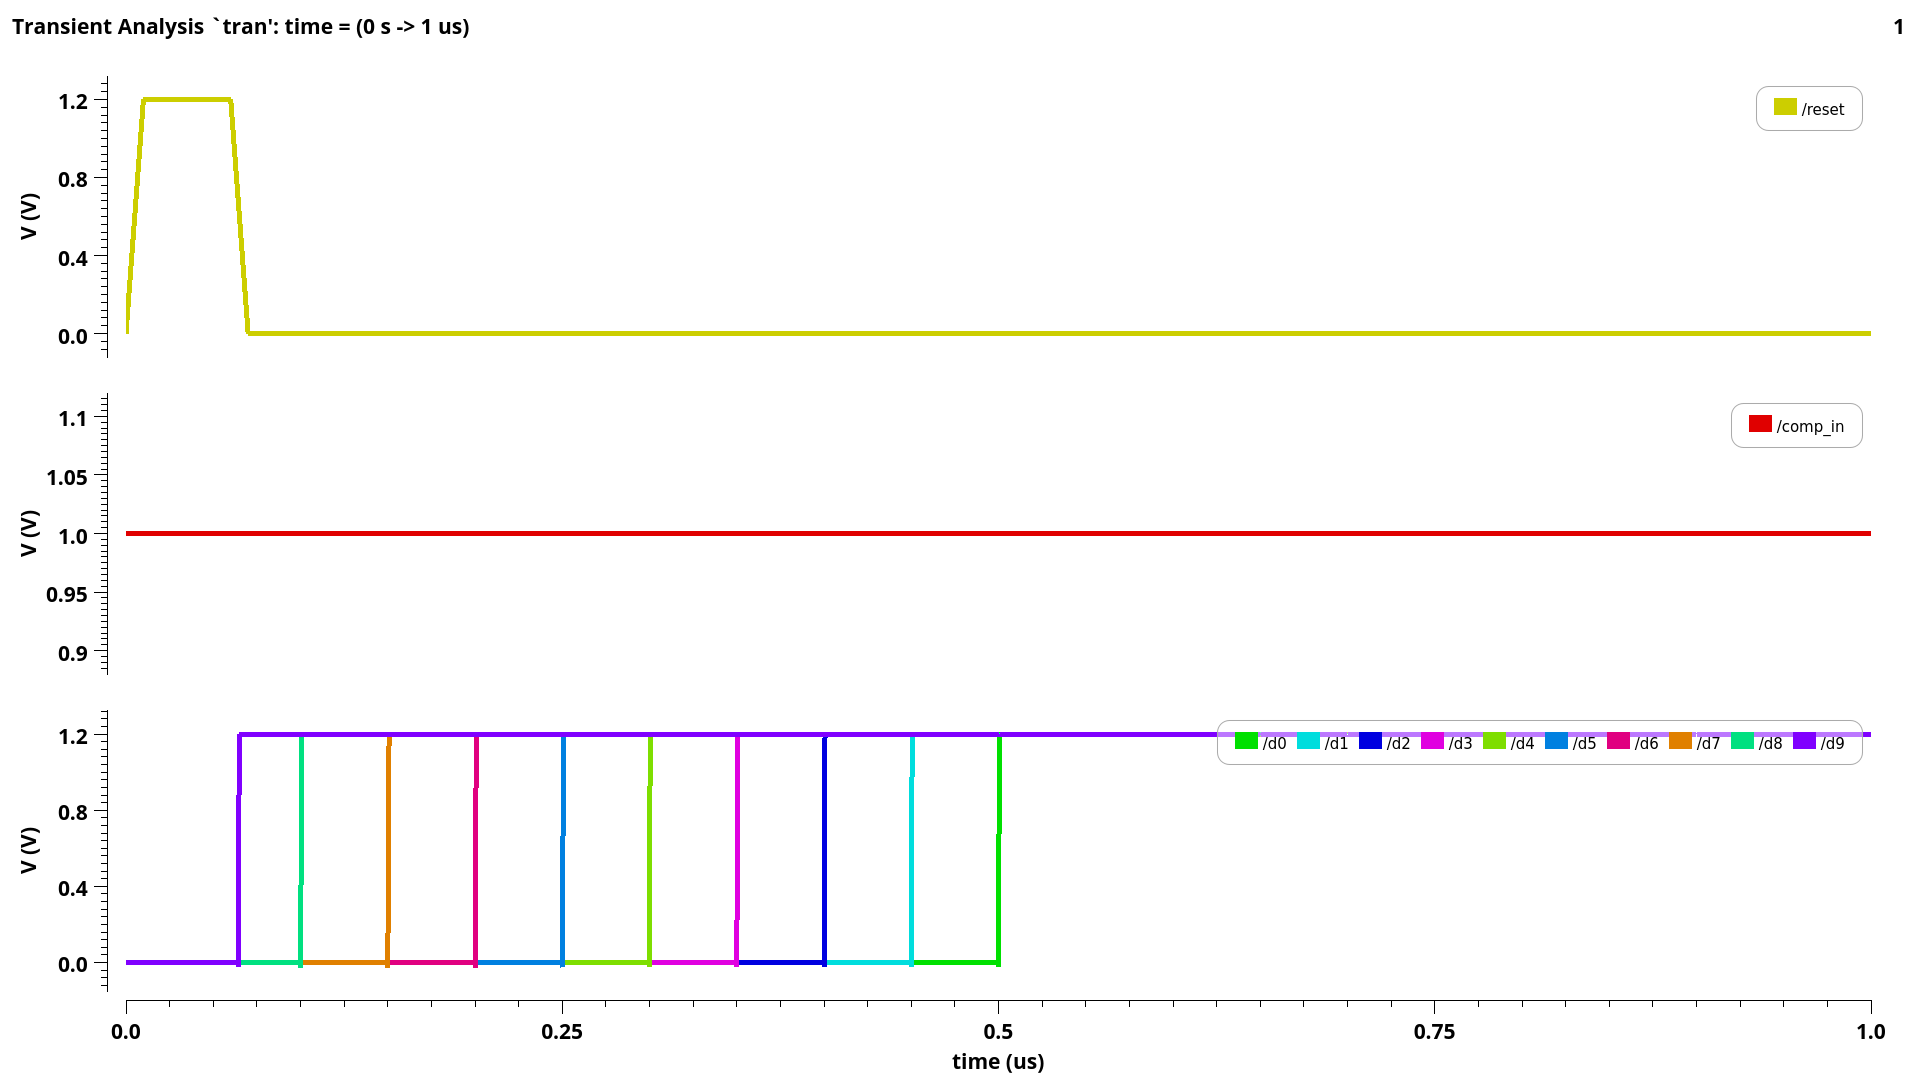 Transient Analysis `tran': time = (0 s -> 1 us)
1
1.2
0.8
0.4
0.0
V (V)
/reset
1.1
1.05
1.0
0.95
0.9
V (V)
/comp_in
1.2
0.8
0.4
0.0
V (V)
/d0 /d1 /d2 /d3 /d4 /d5 /d6 /d7 /d8 /d9
0.0 0.25 0.5 0.75 1.0
time (us)